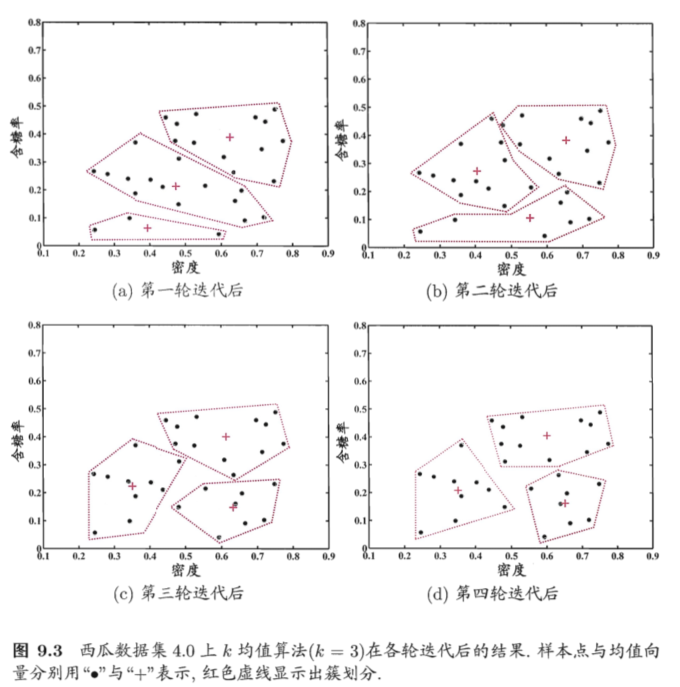 0.8
0.7
0.6
0.5
0.4
0.3
0.2
0.1
0
含糖率
0.1 0.2 0.3 0.4 0.5 0.6 0.7 0.8 0.9
密度
(a) 第一轮迭代后
0.8
0.7
0.6
0.5
0.4
0.3
0.2
0.1
0
含糖率
0.1 0.2 0.3 0.4 0.5 0.6 0.7 0.8 0.9
密度
(b) 第二轮迭代后
0.8
0.7
0.6
0.5
0.4
0.3
0.2
0.1
0
含糖率
0.1 0.2 0.3 0.4 0.5 0.6 0.7 0.8 0.9
密度
(c) 第三轮迭代后
0.8
0.7
0.6
0.5
0.4
0.3
0.2
0.1
0
含糖率
0.1 0.2 0.3 0.4 0.5 0.6 0.7 0.8 0.9
密度
(d) 第四轮迭代后
图 9.3 西瓜数据集 4.0 上 k 均值算法(k = 3)在各轮迭代后的结果. 样本点与均值向
量分别用“●”与“+”表示, 红色虚线显示出簇划分.